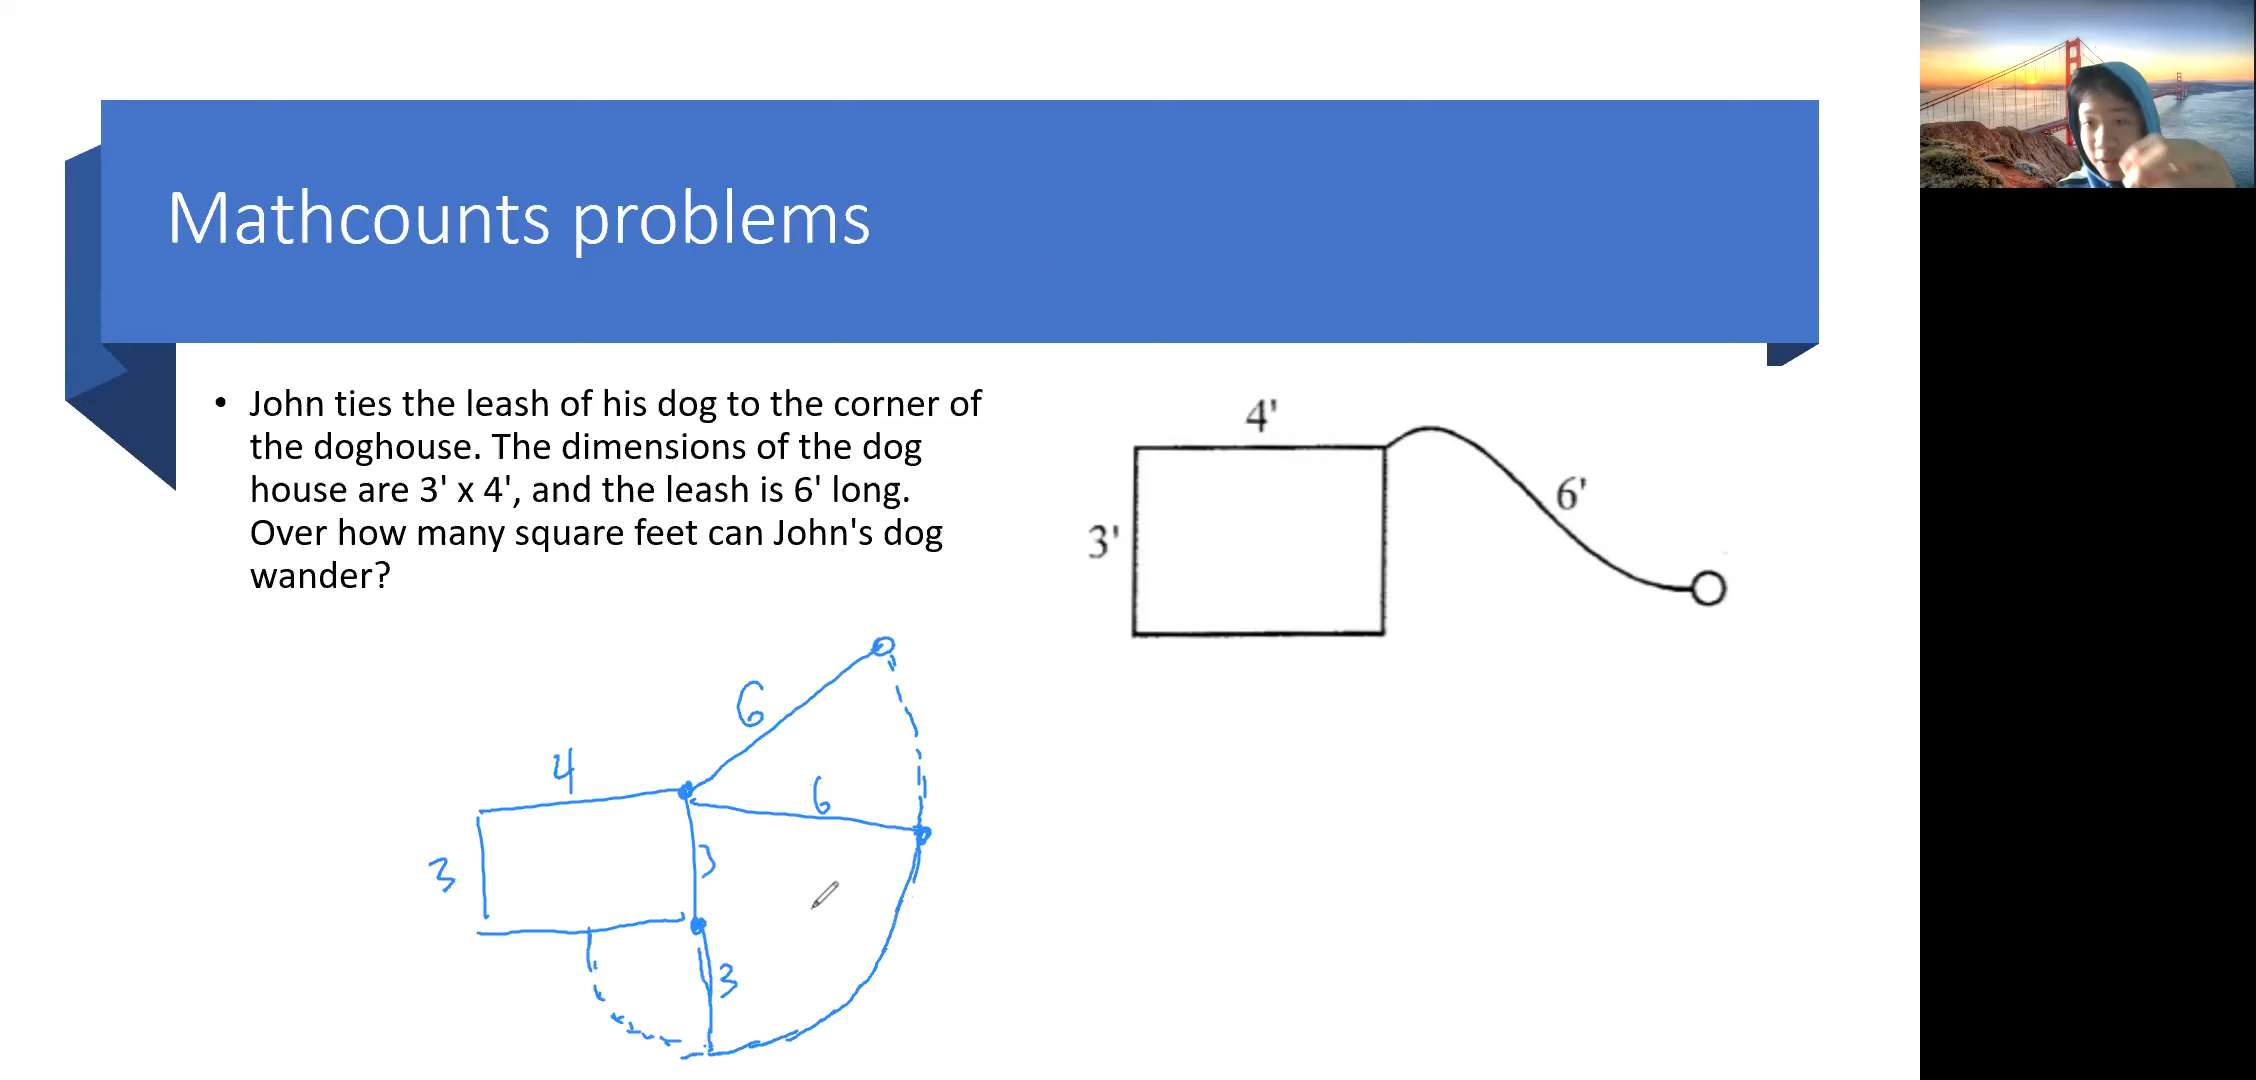 Mathcounts problems
• John ties the leash of his dog to the corner of
the doghouse. The dimensions of the dog
house are 3' x 4', and the leash is 6' long.
Over how many square feet can John's dog
wander?
4'
3'
6'
6
4
6
3
3
3